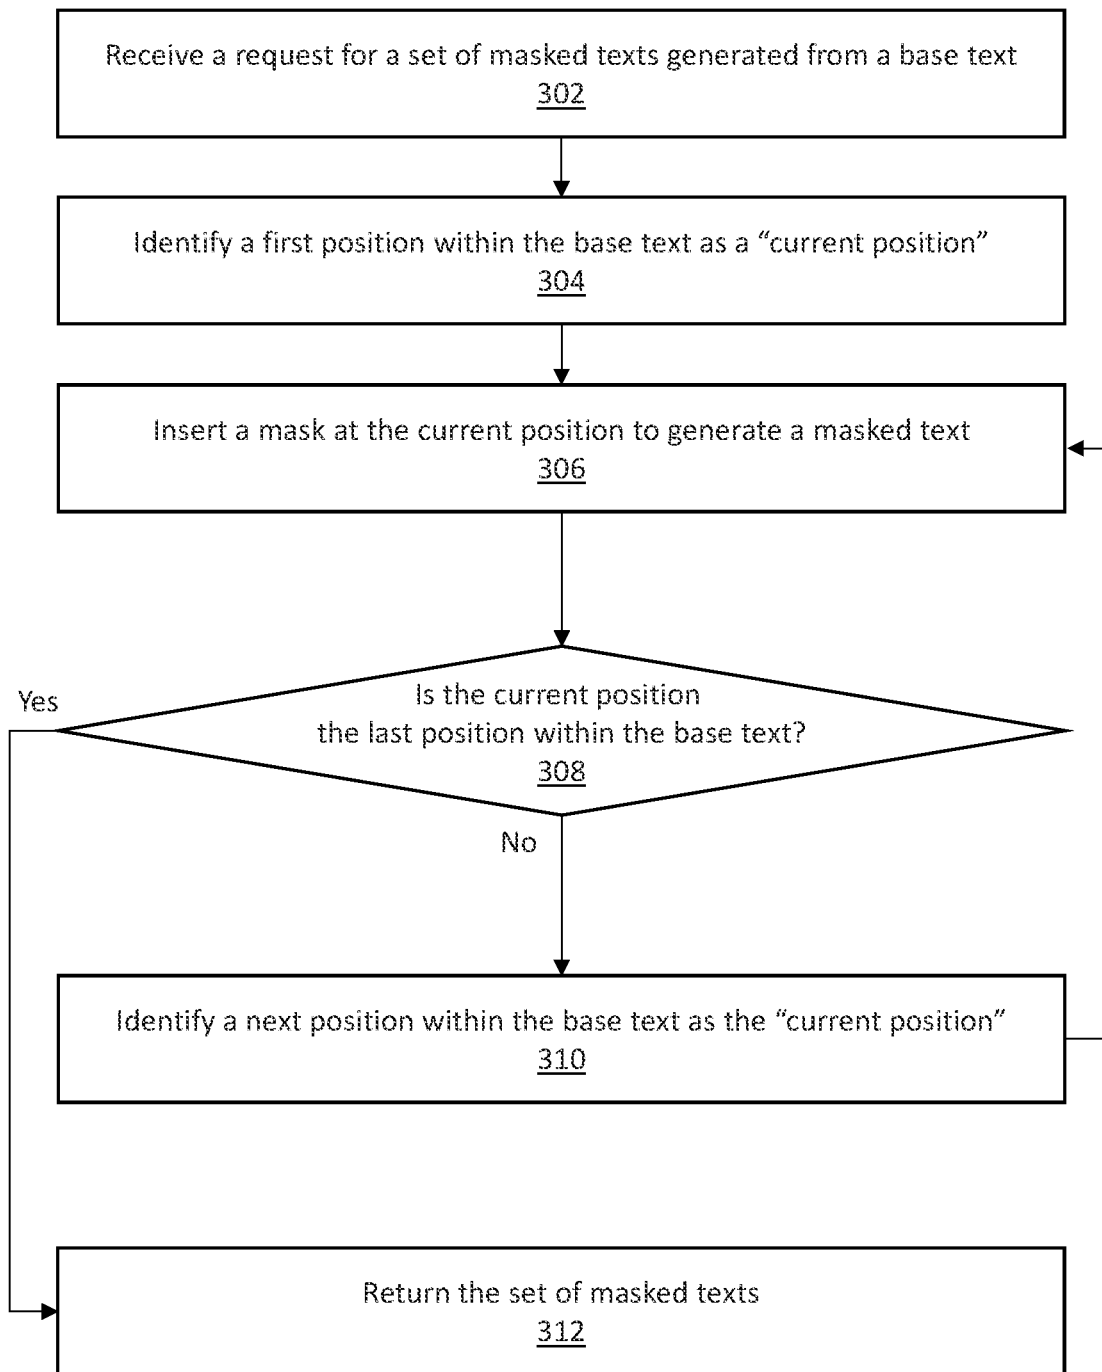 Receive a request for a set of masked texts generated from a base text
302
Identify a first position within the base text as a “current position”
304
Insert a mask at the current position to generate a masked text
306
Yes
Is the current position
the last position within the base text?
308
No
Identify a next position within the base text as the “current position”
310
Return the set of masked texts
312